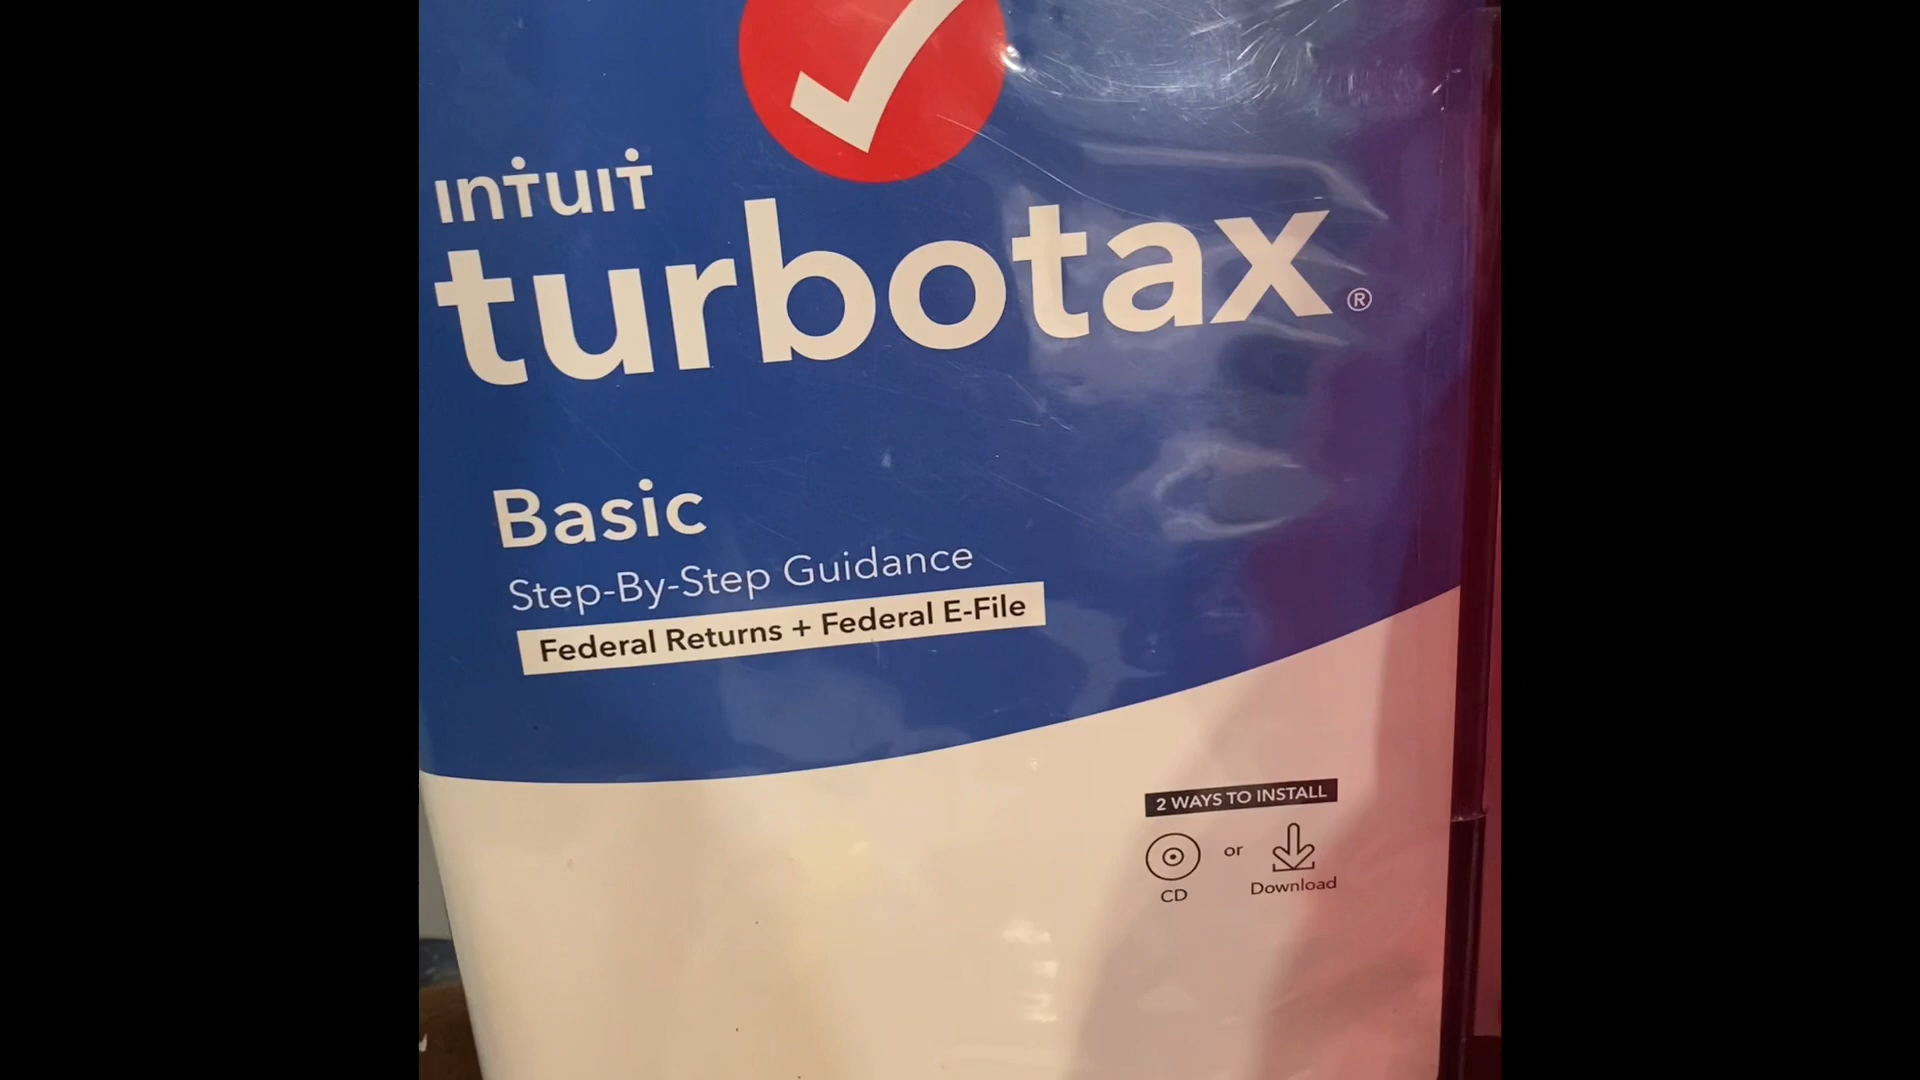 intuit
turbotax®
Basic
Step-By-Step Guidance
Federal Returns + Federal E-File
2 WAYS TO INSTALL
CD or Download